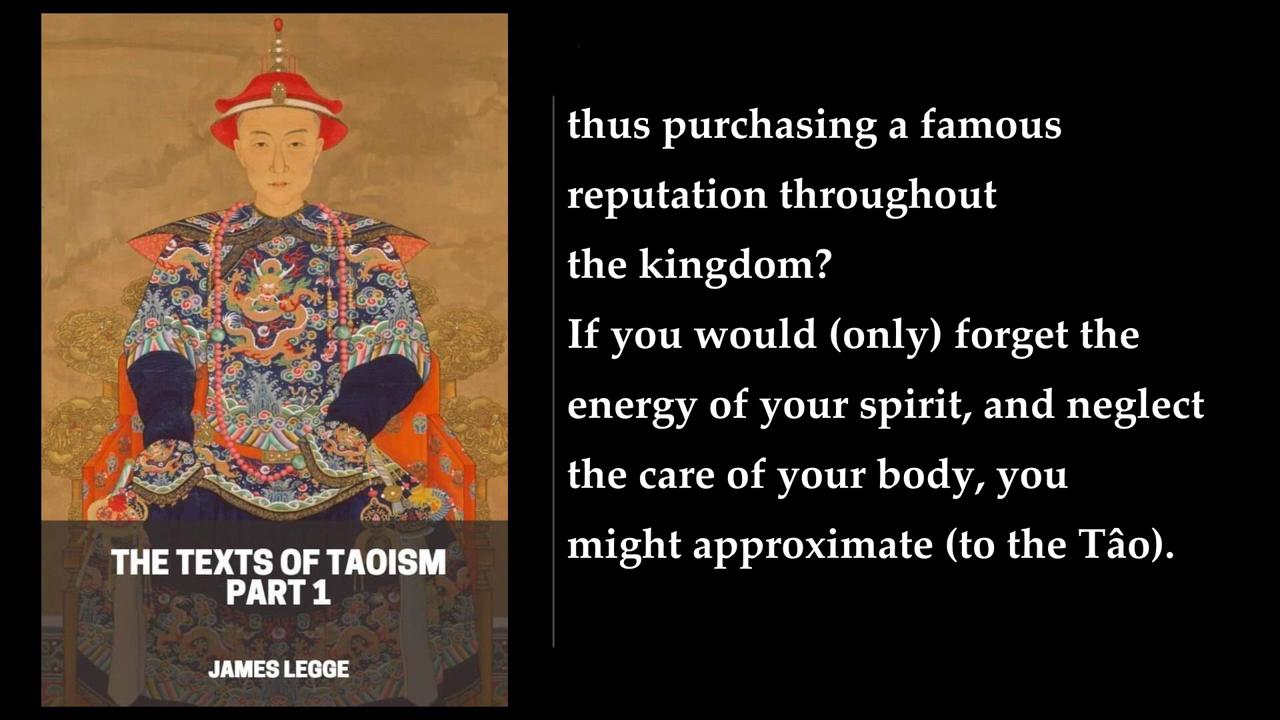 THE TEXTS OF TAOISM
PART 1
JAMES LEGGE
thus purchasing a famous
reputation throughout
the kingdom?
If you would (only) forget the
energy of your spirit, and neglect
the care of your body, you
might approximate (to the Tâo).